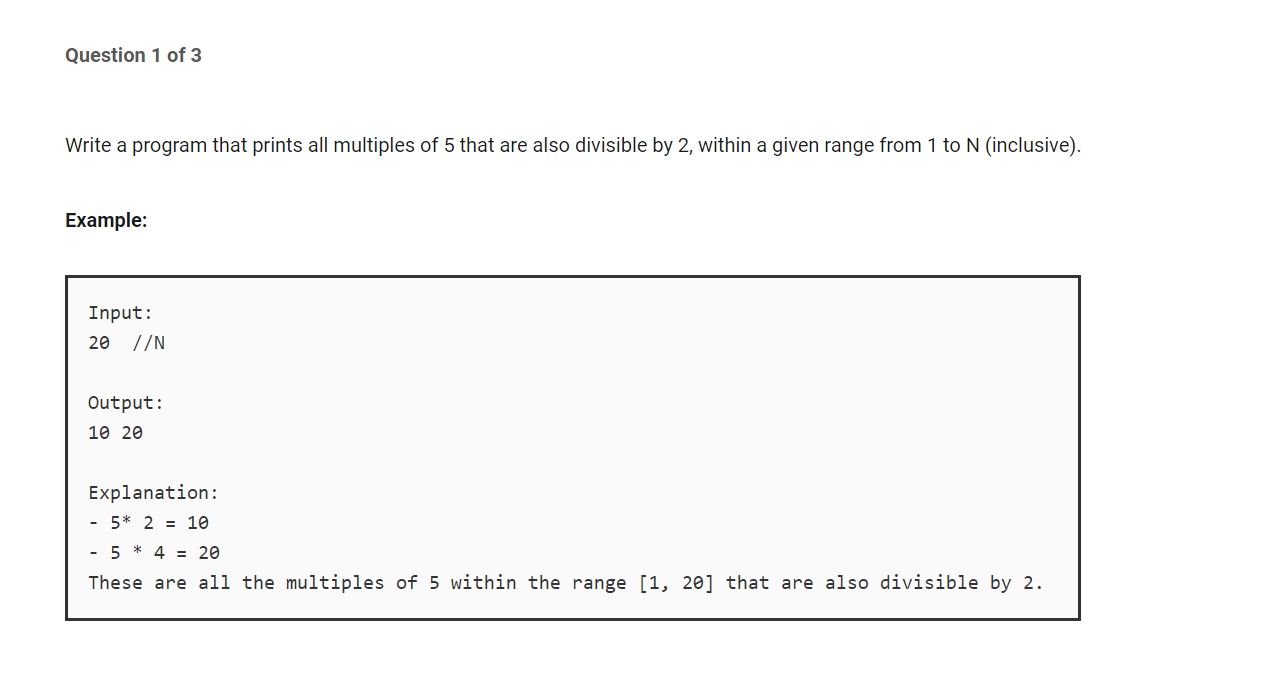 Question 1 of 3
Write a program that prints all multiples of 5 that are also divisible by 2, within a given range from 1 to N (inclusive).
Example:
Input:
20  //N
Output:
10 20
Explanation:
- 5* 2 = 10
- 5 * 4 = 20
These are all the multiples of 5 within the range [1, 20] that are also divisible by 2.